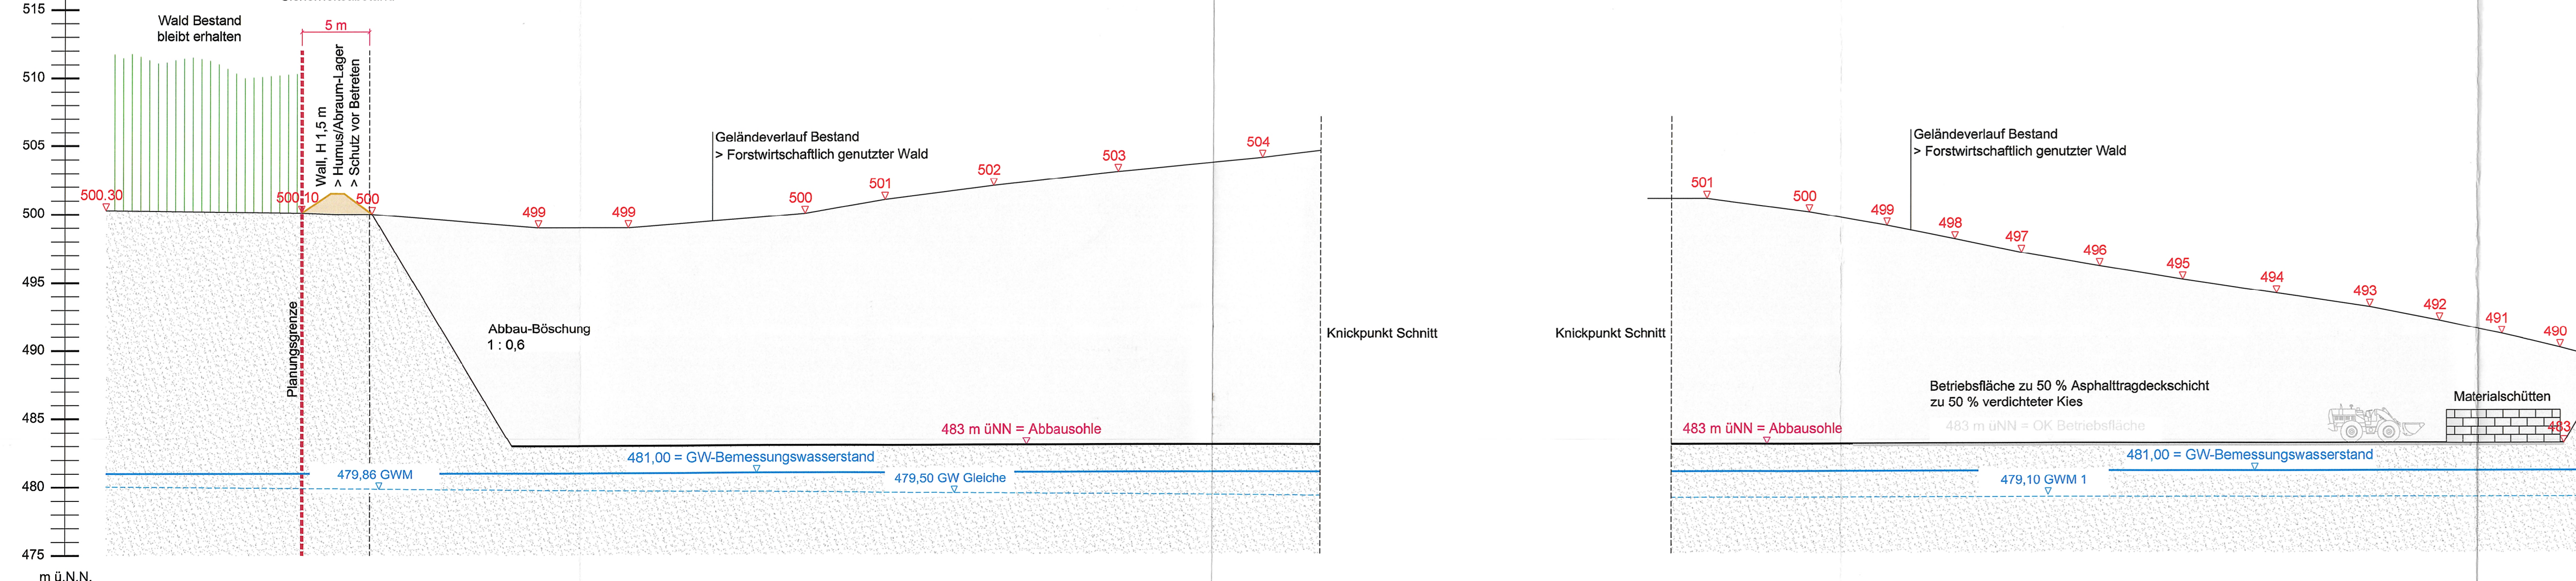 515
510
505
500
495
490
485
480
475
m ü.N.N.
Wald Bestand
bleibt erhalten
5 m
Wall, H 1,5 m
> Humus/Abraum-Lager
> Schutz vor Betreten
500.30
500.10
500
Planungsgrenze
499
499
500
501
502
503
504
Geländeverlauf Bestand
> Forstwirtschaftlich genutzter Wald
Abbau-Böschung
1 : 0,6
Knickpunkt Schnitt
483 m üNN = Abbausohle
481,00 = GW-Bemessungswasserstand
479,86 GWM
479,50 GW Gleiche
Knickpunkt Schnitt
501
500
499
498
497
496
495
494
493
492
491
490
Geländeverlauf Bestand
> Forstwirtschaftlich genutzter Wald
Betriebsfläche zu 50 % Asphalttragdeckschicht
zu 50 % verdichteter Kies
Materialschütten
483 m üNN = Abbausohle
483 m üNN = OK Betriebsfläche
483
481,00 = GW-Bemessungswasserstand
479,10 GWM 1